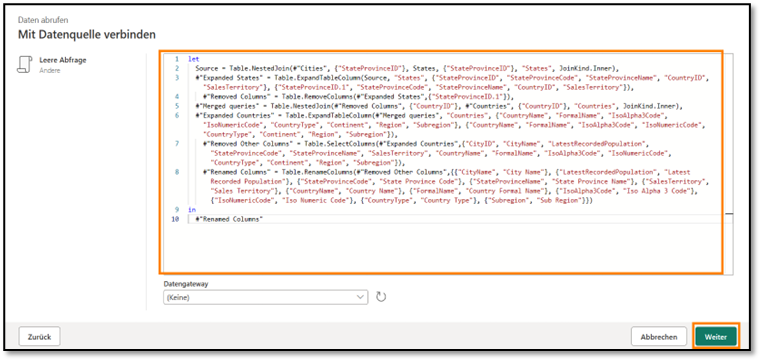 Daten abrufen
Mit Datenquelle verbinden
Leere Abfrage
Andere
1 let
2 Source = Table.NestedJoin(#"Cities", {"StateProvinceID"}, States, {"StateProvinceID"}, "States", JoinKind.Inner),
3 #"Expanded States" = Table.ExpandTableColumn(Source, "States", {"StateProvinceID", "StateProvinceCode", "StateProvinceName", "CountryID",
"SalesTerritory"}, {"StateProvinceID.1", "StateProvinceCode", "StateProvinceName", "CountryID", "SalesTerritory"}),
4 #"Removed Columns" = Table.RemoveColumns(#"Expanded States",{"StateProvinceID.1"}),
5 #"Merged queries" = Table.NestedJoin(#"Removed Columns", {"CountryID"}, #"Countries", {"CountryID"}, "Countries", JoinKind.Inner),
6 #"Expanded Countries" = Table.ExpandTableColumn(#"Merged queries", "Countries", {"CountryName", "FormalName", "IsoAlpha3Code",
"IsoNumericCode", "CountryType", "Continent", "Region", "Subregion"}, {"CountryName", "FormalName", "IsoAlpha3Code", "IsoNumericCode",
"CountryType", "Continent", "Region", "Subregion"}),
7 #"Removed Other Columns" = Table.SelectColumns(#"Expanded Countries",{"CityID", "CityName", "LatestRecordedPopulation",
"StateProvinceCode", "StateProvinceName", "SalesTerritory", "CountryName", "FormalName", "IsoAlpha3Code", "IsoNumericCode",
"CountryType", "Continent", "Region", "Subregion"}),
8 #"Renamed Columns" = Table.RenameColumns(#"Removed Other Columns",{{"CityName", "City Name"}, {"LatestRecordedPopulation", "Latest
Recorded Population"}, {"StateProvinceCode", "State Province Code"}, {"StateProvinceName", "State Province Name"}, {"SalesTerritory",
"Sales Territory"}, {"CountryName", "Country Name"}, {"FormalName", "Country Formal Name"}, {"IsoAlpha3Code", "Iso Alpha 3 Code"},
{"IsoNumericCode", "Iso Numeric Code"}, {"CountryType", "Country Type"}, {"Subregion", "Sub Region"}})
9 in
10 #"Renamed Columns"
Datengateway
(Keine)
Zurück
Abbrechen
Weiter